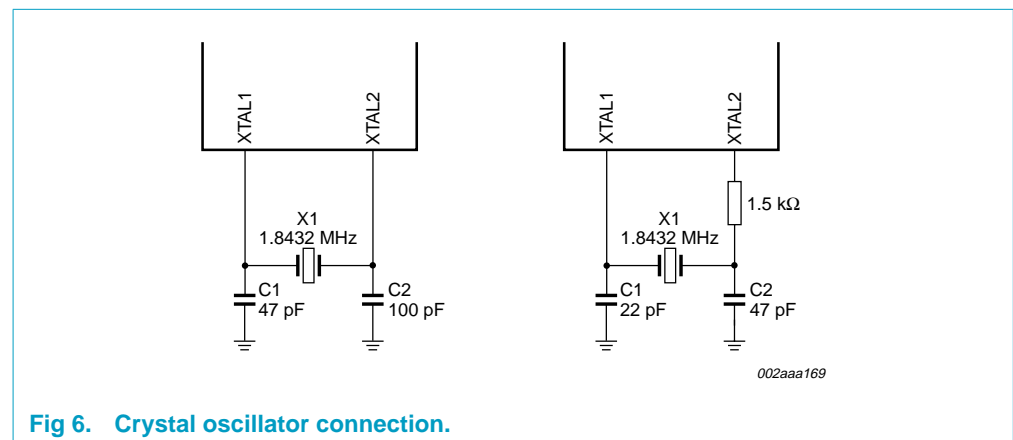 XTAL1
XTAL2
X1
1.8432 MHz
C1
47 pF
C2
100 pF
XTAL1
XTAL2
1.5 kΩ
X1
1.8432 MHz
C1
22 pF
C2
47 pF
002aaa169
Fig 6. Crystal oscillator connection.